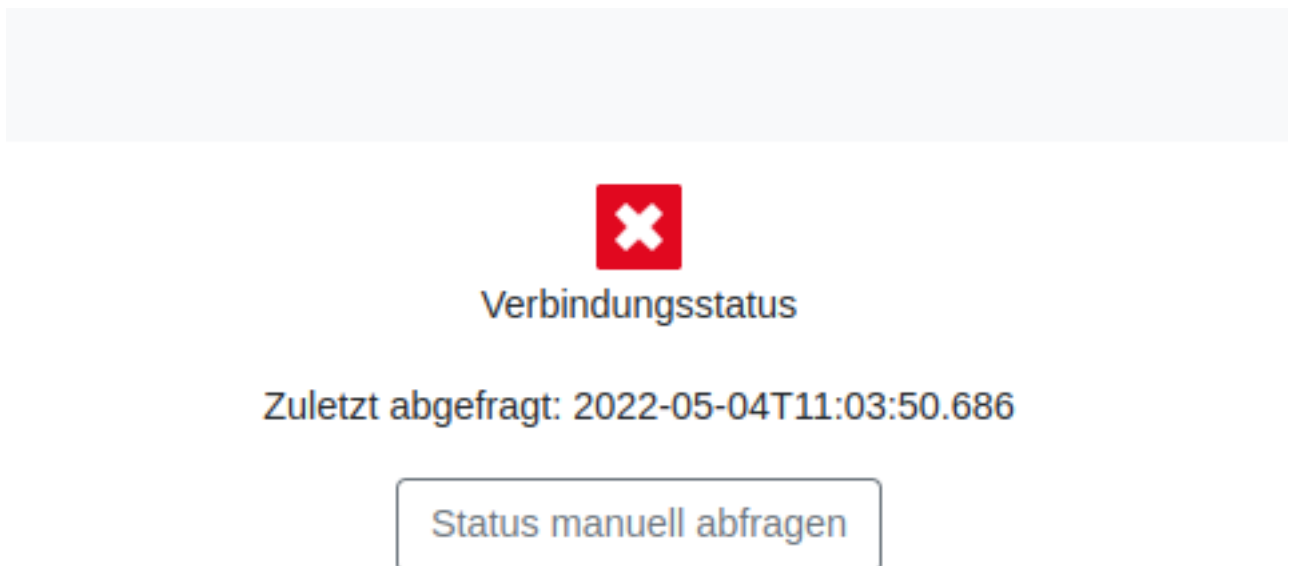 Verbindungsstatus
Zuletzt abgefragt: 2022-05-04T11:03:50.686
Status manuell abfragen